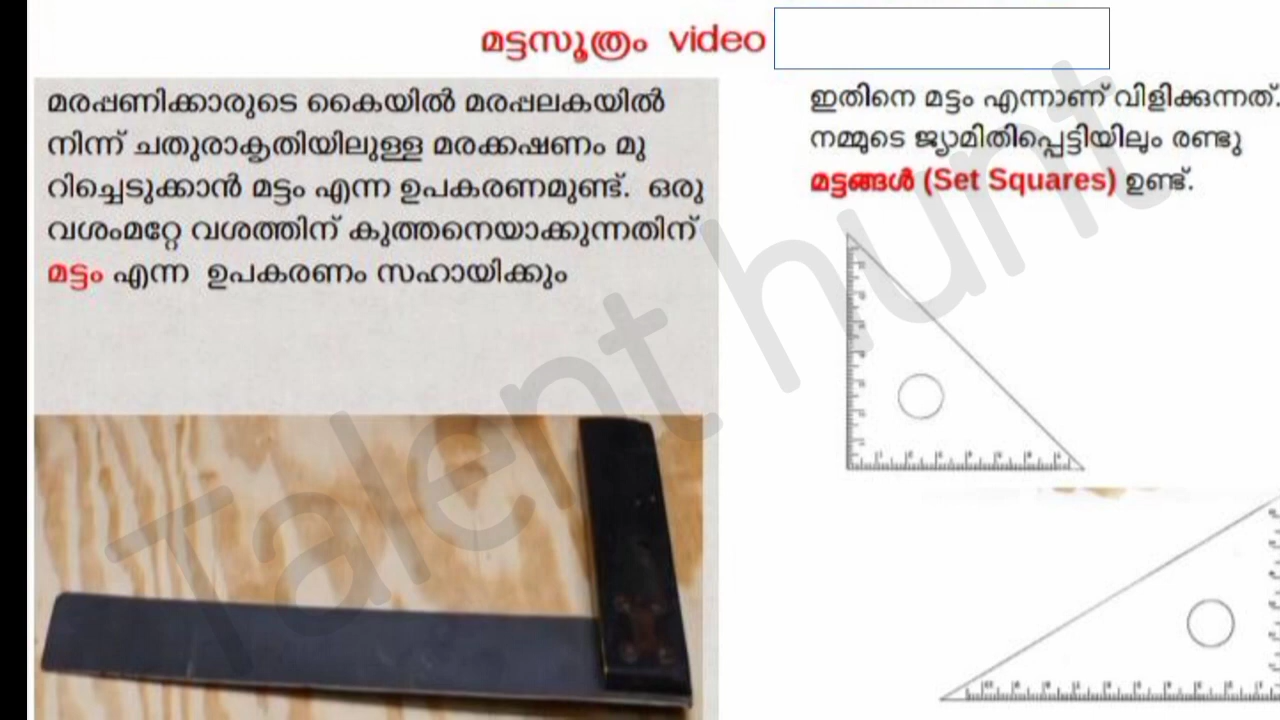 മട്ടസൂത്രം video
മരപ്പണിക്കാരുടെ കൈയിൽ മരപ്പലകയിൽ
നിന്ന് ചതുരാകൃതിയിലുള്ള മരക്കഷണം മു
റിച്ചെടുക്കാൻ മട്ടം എന്ന ഉപകരണമുണ്ട്. ഒരു
വശംമറ്റേ വശത്തിന് കുത്തനെയാക്കുന്നതിന്
മട്ടം എന്ന ഉപകരണം സഹായിക്കും
ഇതിനെ മട്ടം എന്നാണ് വിളിക്കുന്നത്.
നമ്മുടെ ജ്യാമിതിപ്പെട്ടിയിലും രണ്ടു
മട്ടങ്ങൾ (Set Squares) ഉണ്ട്.
Talent hunt